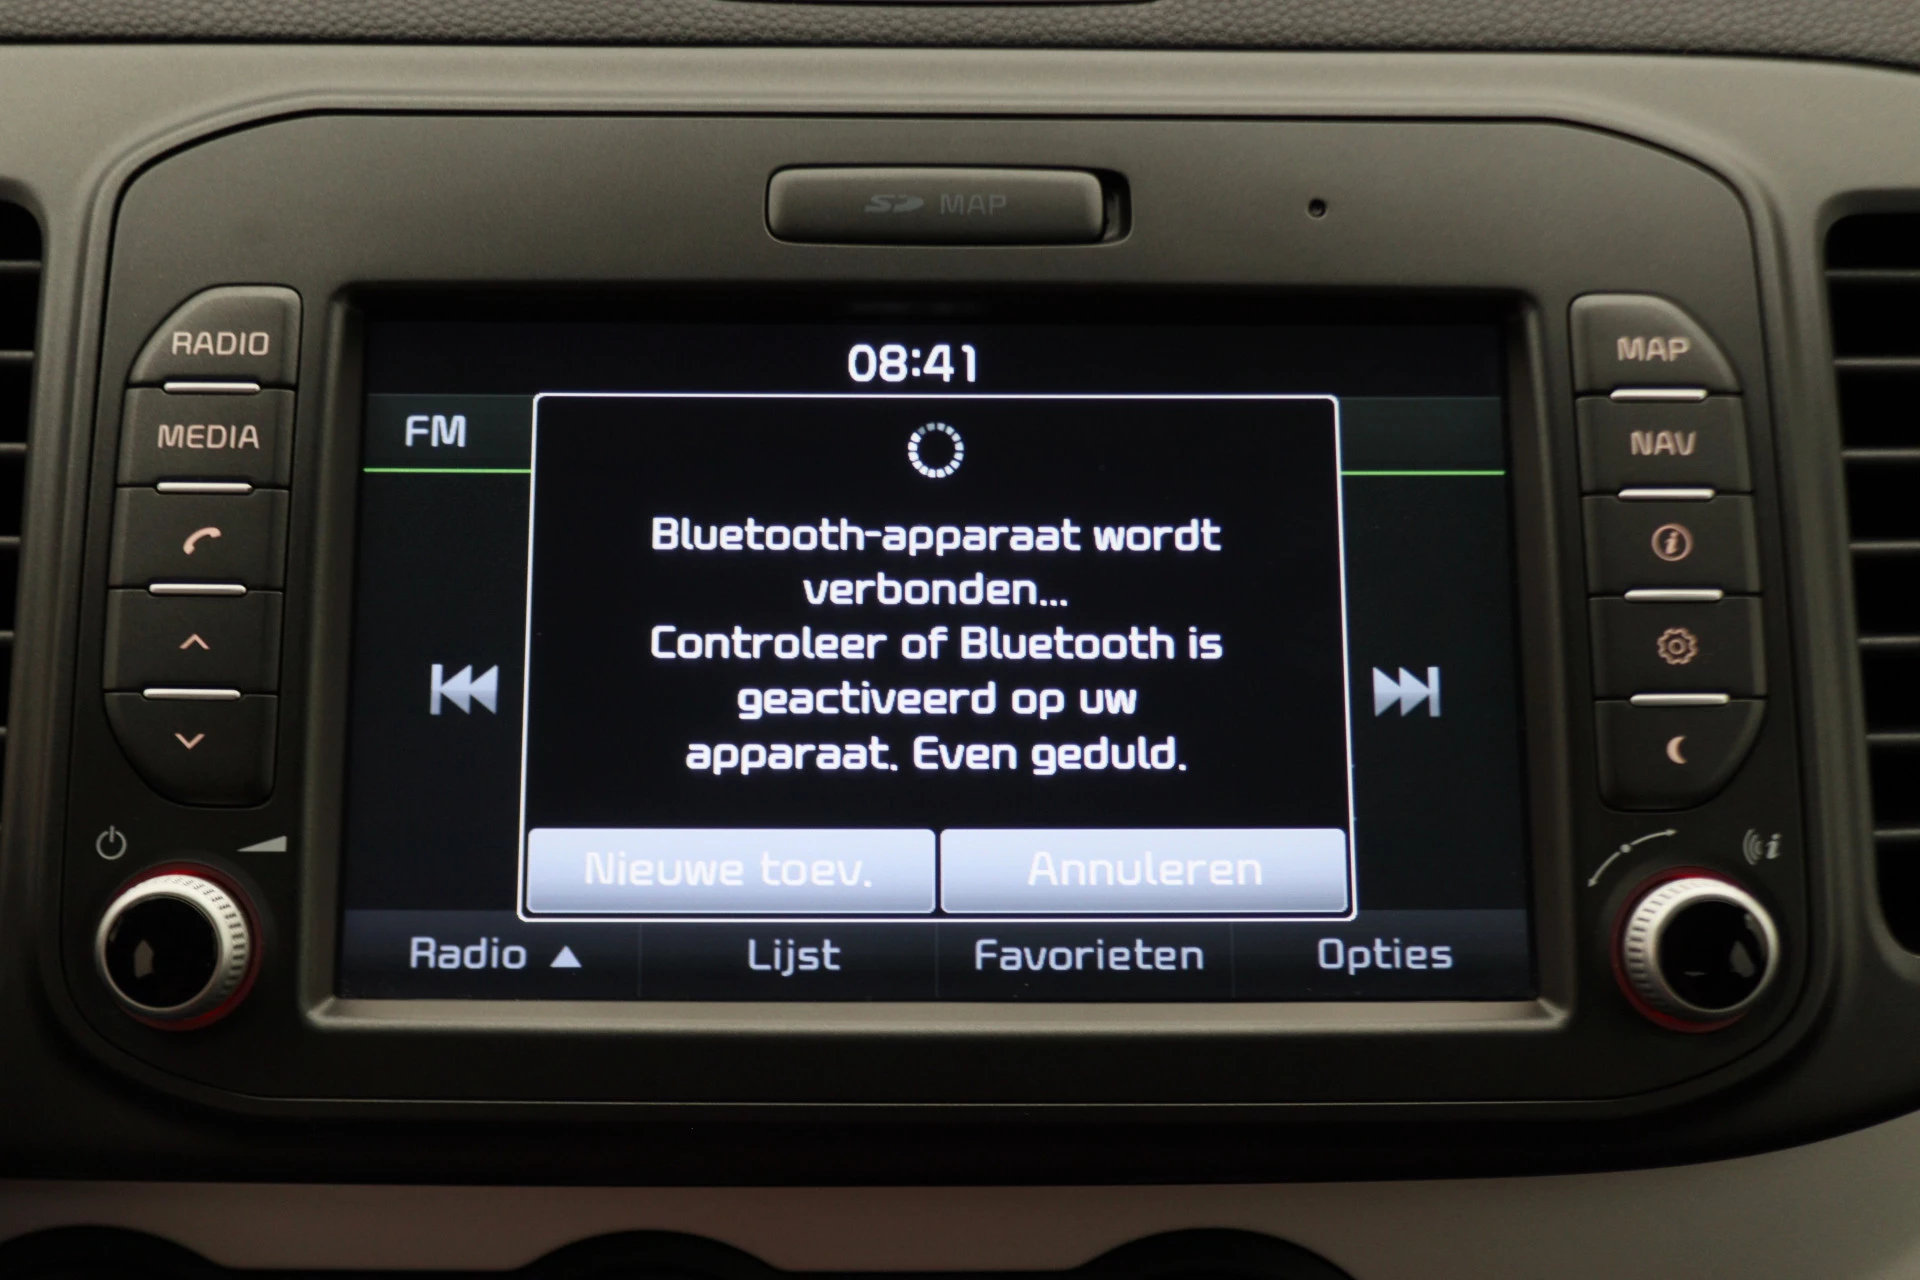 SD MAP
RADIO
MEDIA
MAP
NAV
08:41
FM
Bluetooth-apparaat wordt
verbonden...
Controleer of Bluetooth is
geactiveerd op uw
apparaat. Even geduld.
Nieuwe toev.
Annuleren
Radio ▲
Lijst
Favorieten
Opties